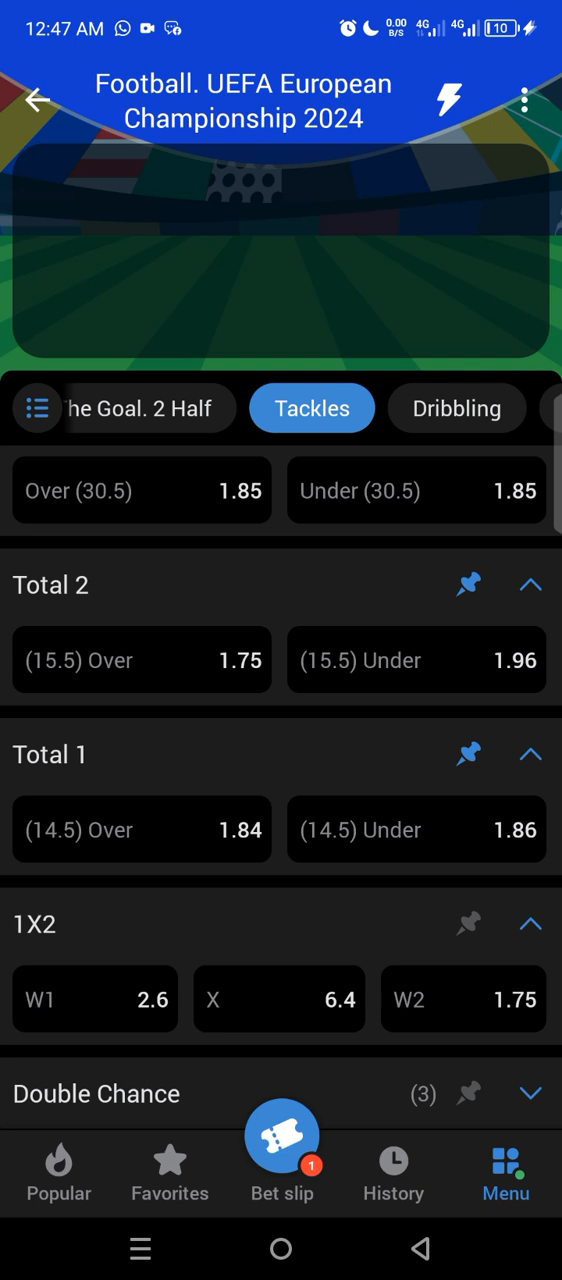 12:47 AM 0.00 B/S 4G 4G 10
Football. UEFA European
Championship 2024
he Goal. 2 Half Tackles Dribbling
Over (30.5) 1.85 Under (30.5) 1.85
Total 2
(15.5) Over 1.75 (15.5) Under 1.96
Total 1
(14.5) Over 1.84 (14.5) Under 1.86
1X2
W1 2.6 X 6.4 W2 1.75
Double Chance (3)
1
Popular Favorites Bet slip History Menu